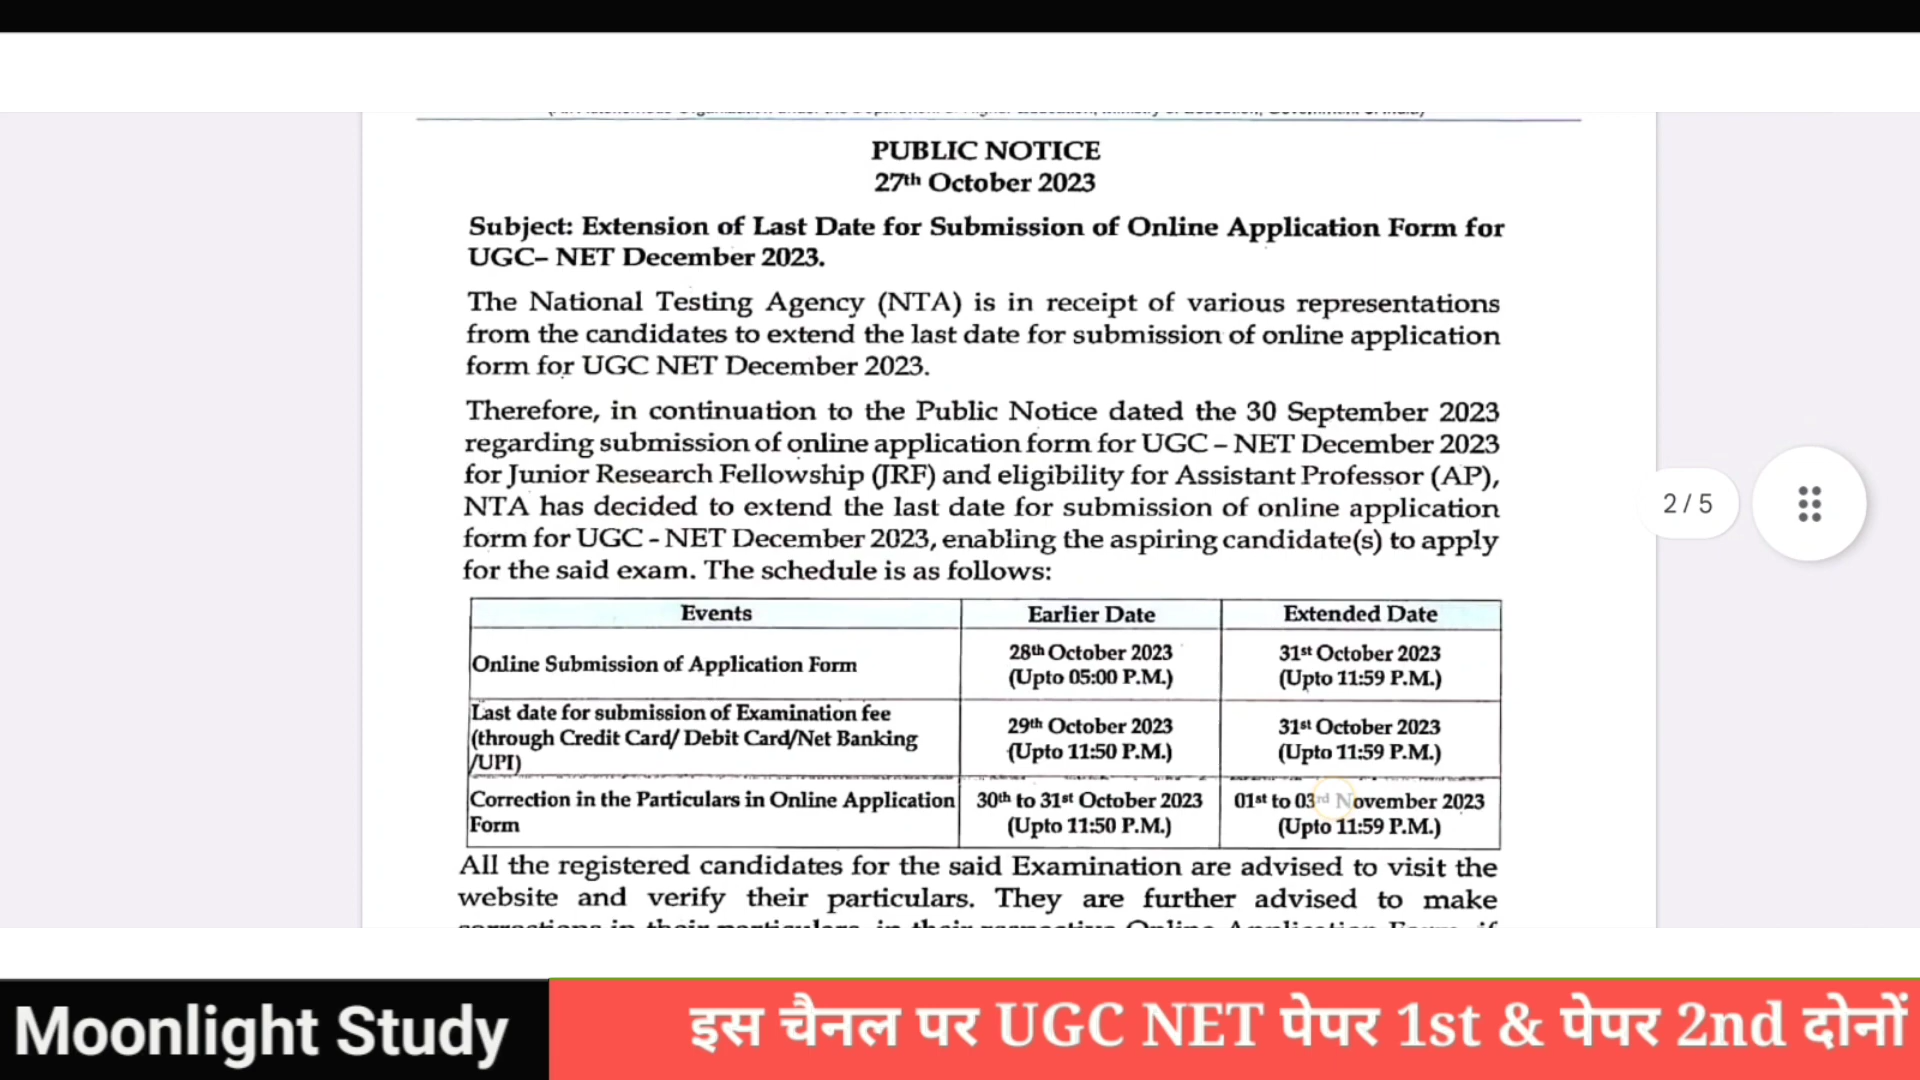 PUBLIC NOTICE
27th October 2023
Subject: Extension of Last Date for Submission of Online Application Form for
UGC– NET December 2023.
The National Testing Agency (NTA) is in receipt of various representations
from the candidates to extend the last date for submission of online application
form for UGC NET December 2023.
Therefore, in continuation to the Public Notice dated the 30 September 2023
regarding submission of online application form for UGC – NET December 2023
for Junior Research Fellowship (JRF) and eligibility for Assistant Professor (AP),
NTA has decided to extend the last date for submission of online application
form for UGC - NET December 2023, enabling the aspiring candidate(s) to apply
for the said exam. The schedule is as follows:
Events Earlier Date Extended Date
Online Submission of Application Form
28th October 2023
(Upto 05:00 P.M.)
31st October 2023
(Upto 11:59 P.M.)
Last date for submission of Examination fee
(through Credit Card/ Debit Card/Net Banking
/UPI)
29th October 2023
(Upto 11:50 P.M.)
31st October 2023
(Upto 11:59 P.M.)
Correction in the Particulars in Online Application
Form
30th to 31st October 2023
(Upto 11:50 P.M.)
01st to 03rd November 2023
(Upto 11:59 P.M.)
All the registered candidates for the said Examination are advised to visit the
website and verify their particulars. They are further advised to make
2 / 5
Moonlight Study
इस चैनल पर UGC NET पेपर 1st & पेपर 2nd दोनों